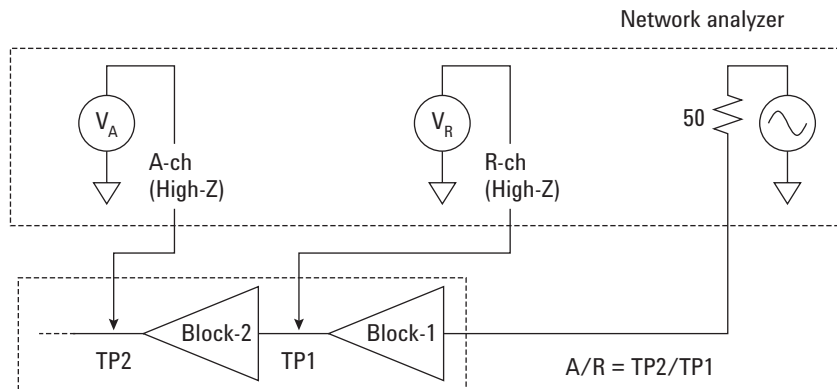 Network analyzer
V_A
V_R
50
A-ch
(High-Z)
R-ch
(High-Z)
Block-2
Block-1
TP2
TP1
A/R = TP2/TP1